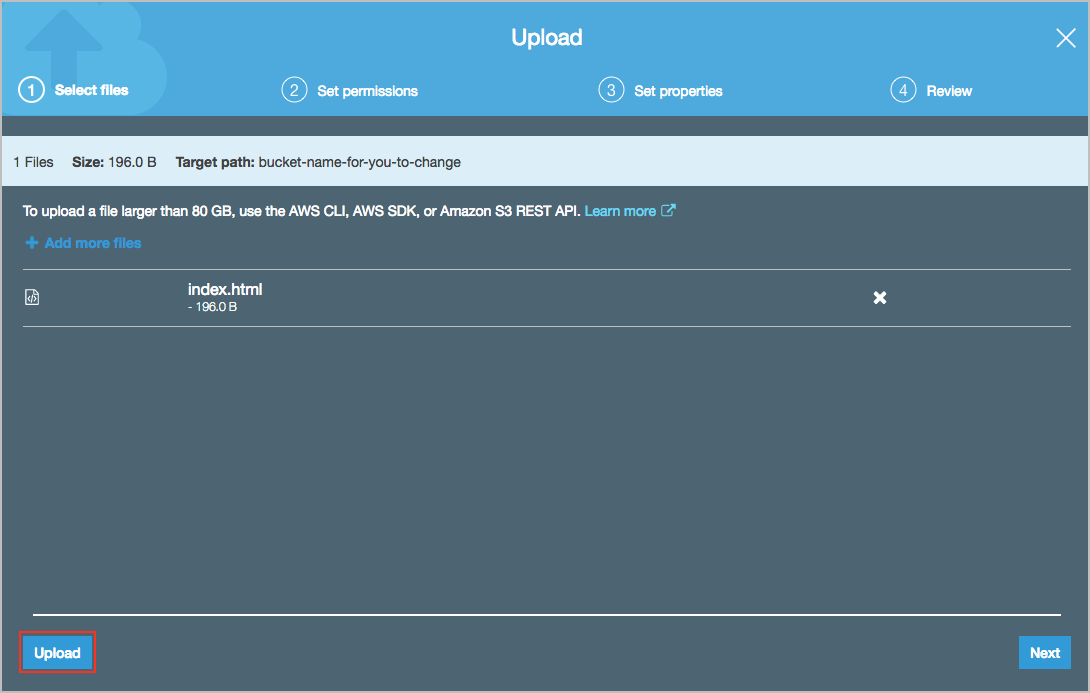 Upload
1 Select files 2 Set permissions 3 Set properties 4 Review
1 Files Size: 196.0 B Target path: bucket-name-for-you-to-change
To upload a file larger than 80 GB, use the AWS CLI, AWS SDK, or Amazon S3 REST API. Learn more
+ Add more files
index.html
- 196.0 B
Upload Next